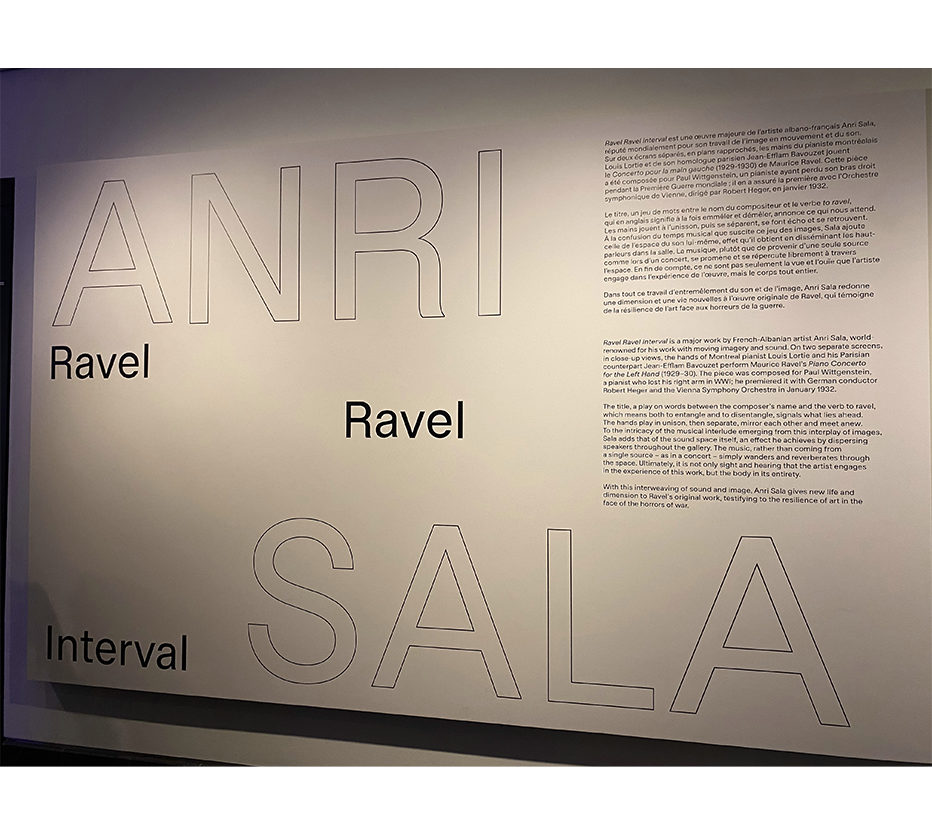 ANRI
Ravel
Ravel
Interval
SALA
Ravel Ravel Interval est une œuvre majeure de l'artiste albano-français Anri Sala,
réputé mondialement pour son travail de l'image en mouvement et du son.
Sur deux écrans séparés, en plans rapprochés, les mains du pianiste montréalais
Louis Lortie et de son homologue parisien Jean-Efflam Bavouzet jouent
le Concerto pour la main gauche (1929-1930) de Maurice Ravel. Cette pièce
a été composée pour Paul Wittgenstein, un pianiste ayant perdu son bras droit
pendant la Première Guerre mondiale ; il en a assuré la première avec l'Orchestre
symphonique de Vienne, dirigé par Robert Heger, en janvier 1932.
Le titre, un jeu de mots entre le nom du compositeur et le verbe to ravel,
qui en anglais signifie à la fois emmêler et démêler, annonce ce qui nous attend.
Les mains jouent à l'unisson, puis se séparent, se font écho et se retrouvent.
À la confusion du temps musical que suscite ce jeu des images, Sala ajoute
celle de l'espace du son lui-même, effet qu'il obtient en disséminant les haut-
parleurs dans la salle. La musique, plutôt que de provenir d'une seule source
comme lors d'un concert, se promène et se répercute librement à travers
l'espace. En fin de compte, ce ne sont pas seulement la vue et l'ouïe que l'artiste
engage dans l'expérience de l'œuvre, mais le corps tout entier.
Dans tout ce travail d'entremêlement du son et de l'image, Anri Sala redonne
une dimension et une vie nouvelles à l'œuvre originale de Ravel, qui témoigne
de la résilience de l'art face aux horreurs de la guerre.
Ravel Ravel Interval is a major work by French-Albanian artist Anri Sala, world-
renowned for his work with moving imagery and sound. On two separate screens,
in close-up views, the hands of Montreal pianist Louis Lortie and his Parisian
counterpart Jean-Efflam Bavouzet perform Maurice Ravel's Piano Concerto
for the Left Hand (1929–30). The piece was composed for Paul Wittgenstein,
a pianist who lost his right arm in WWI; he premiered it with German conductor
Robert Heger and the Vienna Symphony Orchestra in January 1932.
The title, a play on words between the composer's name and the verb to ravel,
which means both to entangle and to disentangle, signals what lies ahead.
The hands play in unison, then separate, mirror each other and meet anew.
To the intricacy of the musical interlude emerging from this interplay of images,
Sala adds that of the sound space itself, an effect he achieves by dispersing
speakers throughout the gallery. The music, rather than coming from
a single source – as in a concert – simply wanders and reverberates through
the space. Ultimately, it is not only sight and hearing that the artist engages
in the experience of this work, but the body in its entirety.
With this interweaving of sound and image, Anri Sala gives new life and
dimension to Ravel's original work, testifying to the resilience of art in the
face of the horrors of war.